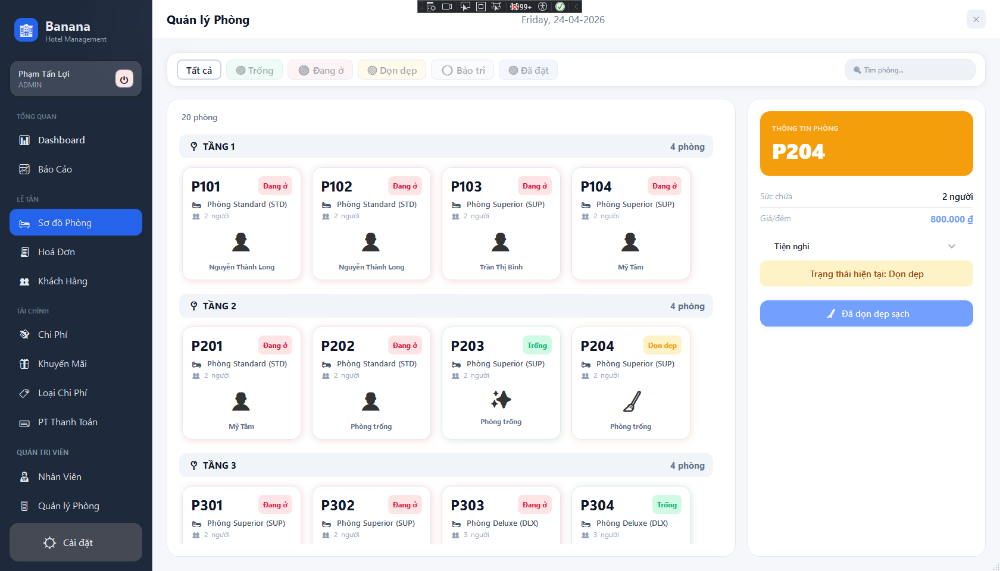 Banana
Hotel Management
Phạm Tấn Lợi
ADMIN
TỔNG QUAN
Dashboard
Báo Cáo
LỄ TÂN
Sơ đồ Phòng
Hoá Đơn
Khách Hàng
TÀI CHÍNH
Chi Phí
Khuyến Mãi
Loại Chi Phí
PT Thanh Toán
QUẢN TRỊ VIÊN
Nhân Viên
Quản lý Phòng
Cài đặt
99+
Quản lý Phòng
Friday, 24-04-2026
Tất cả
Trống
Đang ở
Dọn dẹp
Bảo trì
Đã đặt
Tìm phòng...
20 phòng
TẦNG 1
4 phòng
P101
Đang ở
Phòng Standard (STD)
2 người
Nguyễn Thành Long
P102
Đang ở
Phòng Standard (STD)
2 người
Nguyễn Thành Long
P103
Đang ở
Phòng Superior (SUP)
2 người
Trần Thị Bình
P104
Đang ở
Phòng Superior (SUP)
2 người
Mỹ Tâm
TẦNG 2
4 phòng
P201
Đang ở
Phòng Standard (STD)
2 người
Mỹ Tâm
P202
Đang ở
Phòng Standard (STD)
2 người
Phòng trống
P203
Trống
Phòng Superior (SUP)
2 người
Phòng trống
P204
Dọn dẹp
Phòng Superior (SUP)
2 người
Phòng trống
TẦNG 3
4 phòng
P301
Đang ở
Phòng Superior (SUP)
2 người
P302
Đang ở
Phòng Superior (SUP)
2 người
P303
Đang ở
Phòng Deluxe (DLX)
3 người
P304
Trống
Phòng Deluxe (DLX)
3 người
THÔNG TIN PHÒNG
P204
Sức chứa
2 người
Giá/đêm
800.000 ₫
Tiện nghi
Trạng thái hiện tại: Dọn dẹp
Đã dọn dẹp sạch